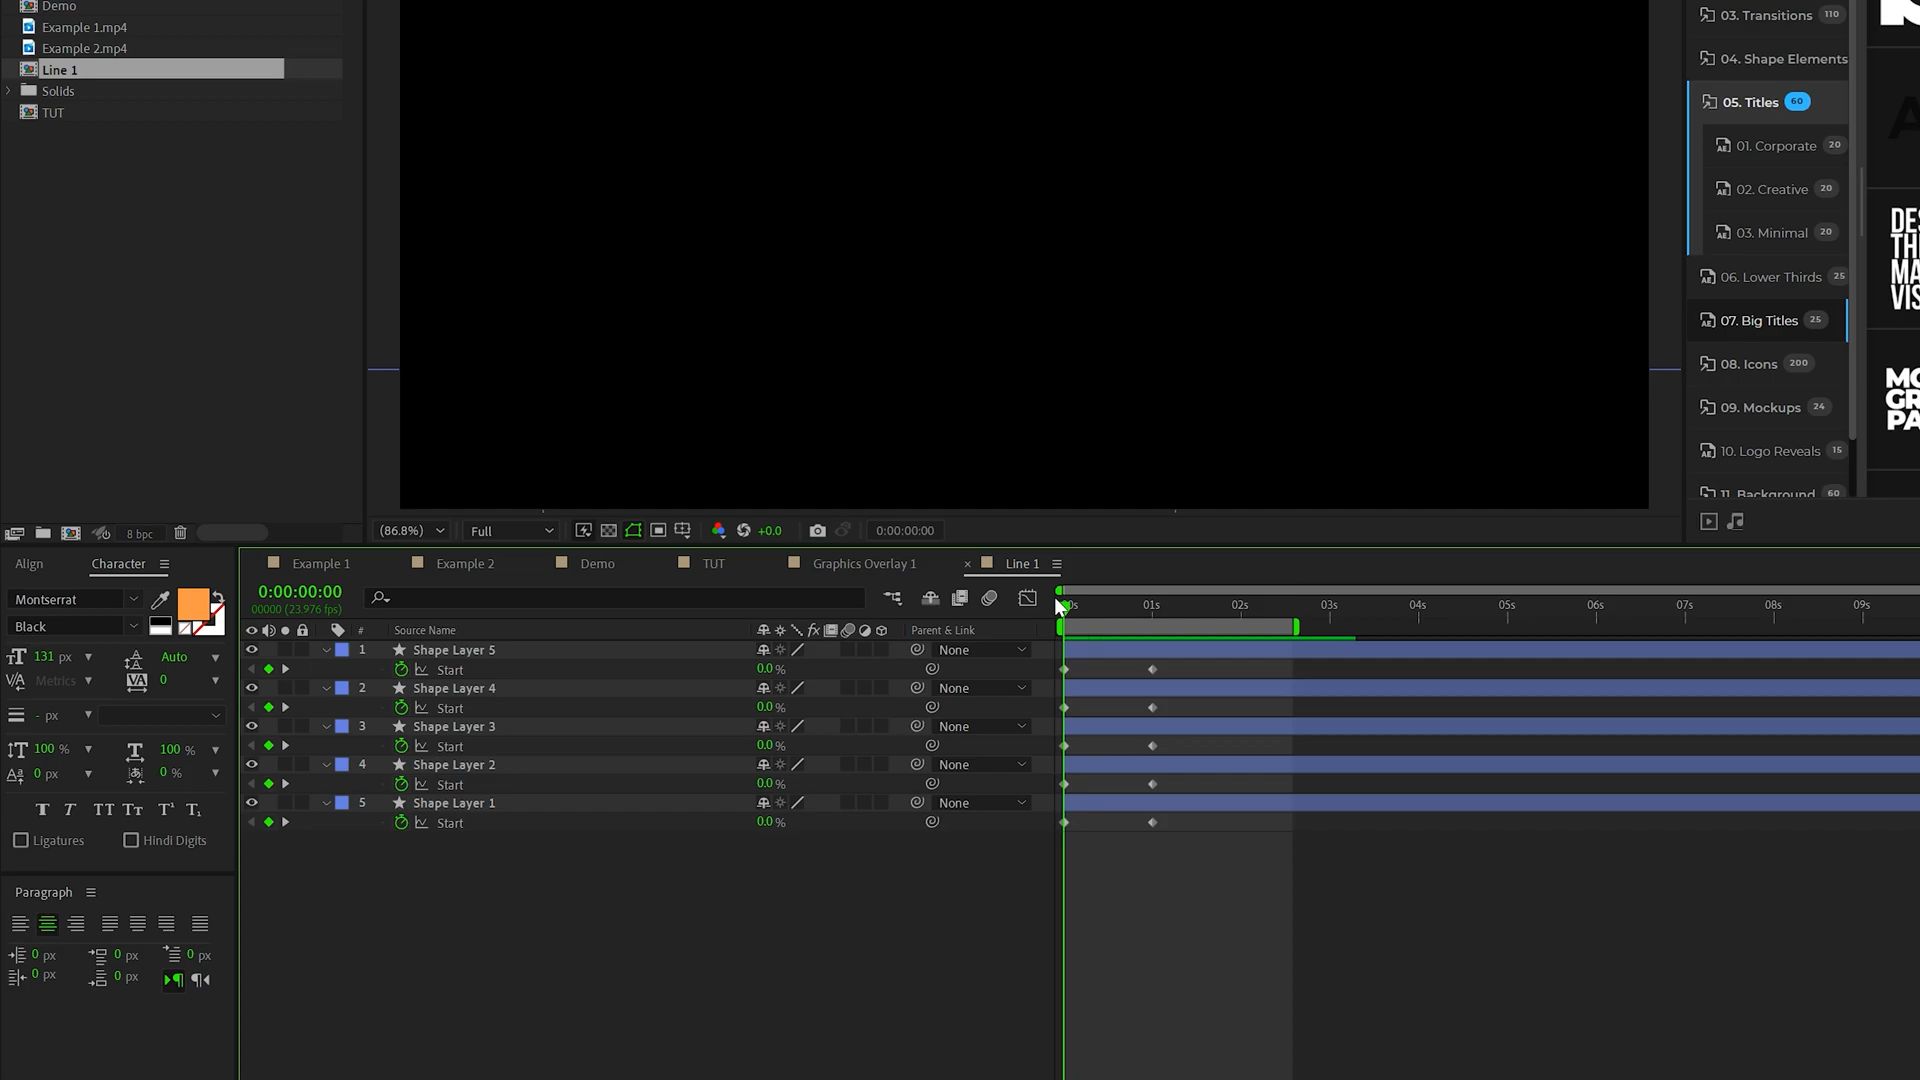 Demo
Example 1.mp4
Example 2.mp4
Line 1
Solids
TUT
8 bpc
(86.8%)
Full
+0.0
0:00:00:00
03. Transitions 110
04. Shape Elements
05. Titles 60
01. Corporate 20
02. Creative 20
03. Minimal 20
06. Lower Thirds 25
07. Big Titles 25
08. Icons 200
09. Mockups 24
10. Logo Reveals 15
11. Background 60
Align
Character
Montserrat
Black
131 px
Auto
Metrics
0
- px
100 %
100 %
0 px
0 %
T T TT Tt T¹ T₁
Ligatures
Hindi Digits
Paragraph
0 px
0 px
0 px
0 px
0 px
Example 1
Example 2
Demo
TUT
Graphics Overlay 1
× Line 1
0:00:00:00
00000 (23.976 fps)
# Source Name
fx
Parent & Link
0s 01s 02s 03s 04s 05s 06s 07s 08s 09s
1 Shape Layer 5 None
Start 0.0 %
2 Shape Layer 4 None
Start 0.0 %
3 Shape Layer 3 None
Start 0.0 %
4 Shape Layer 2 None
Start 0.0 %
5 Shape Layer 1 None
Start 0.0 %